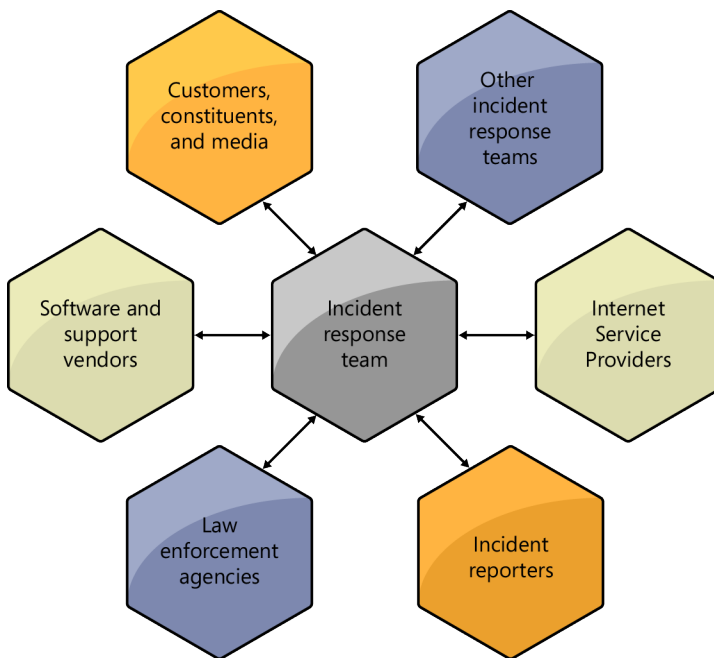 Customers,
constituents,
and media
Other
incident
response
teams
Software and
support
vendors
Incident
response
team
Internet
Service
Providers
Law
enforcement
agencies
Incident
reporters